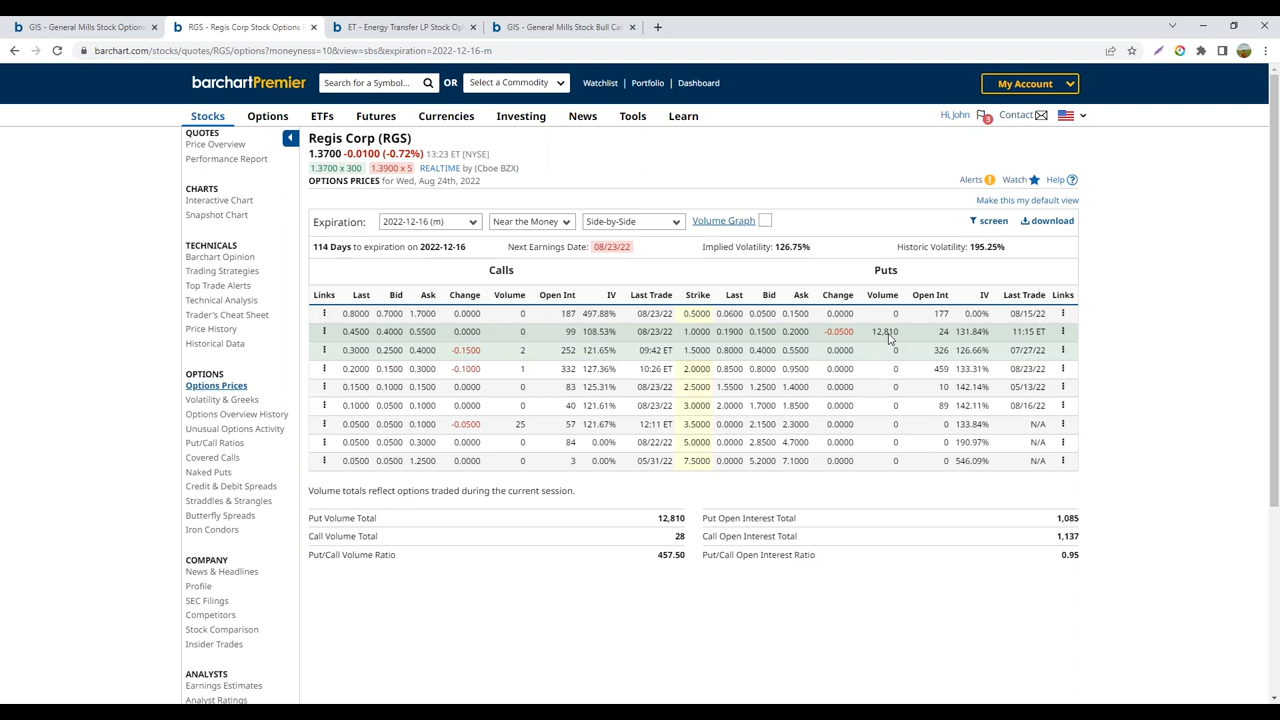 GIS - General Mills Stock Options × RGS - Regis Corp Stock Options × ET - Energy Transfer LP Stock Op × GIS - General Mills Stock Bull Cal × +
barchart.com/stocks/quotes/RGS/options?moneyness=10&view=sbs&expiration=2022-12-16-m
barchart Premier Search for a Symbol... OR Select a Commodity Watchlist | Portfolio | Dashboard My Account
Stocks Options ETFs Futures Currencies Investing News Tools Learn Hi, John 3 Contact
QUOTES
Price Overview
Performance Report
CHARTS
Interactive Chart
Snapshot Chart
TECHNICALS
Barchart Opinion
Trading Strategies
Top Trade Alerts
Technical Analysis
Trader's Cheat Sheet
Price History
Historical Data
OPTIONS
Options Prices
Volatility & Greeks
Options Overview History
Unusual Options Activity
Put/Call Ratios
Covered Calls
Naked Puts
Credit & Debit Spreads
Straddles & Strangles
Butterfly Spreads
Iron Condors
COMPANY
News & Headlines
Profile
SEC Filings
Competitors
Stock Comparison
Insider Trades
ANALYSTS
Earnings Estimates
Analyst Ratings
Regis Corp (RGS)
1.3700 -0.0100 (-0.72%) 13:23 ET [NYSE]
1.3700 x 300 1.3900 x 5 REALTIME by (Cboe BZX)
OPTIONS PRICES for Wed, Aug 24th, 2022
Alerts Watch Help
Make this my default view
Expiration: 2022-12-16 (m) Near the Money Side-by-Side Volume Graph screen download
114 Days to expiration on 2022-12-16 Next Earnings Date: 08/23/22 Implied Volatility: 126.75% Historic Volatility: 195.25%
Calls Puts
Links Last Bid Ask Change Volume Open Int IV Last Trade Strike Last Bid Ask Change Volume Open Int IV Last Trade Links
0.8000 0.7000 1.7000 0.0000 0 187 497.88% 08/23/22 0.5000 0.0600 0.0500 0.1500 0.0000 0 177 0.00% 08/15/22
0.4500 0.4000 0.5500 0.0000 0 99 108.53% 08/23/22 1.0000 0.1900 0.1500 0.2000 -0.0500 12,810 24 131.84% 11:15 ET
0.3000 0.2500 0.4000 -0.1500 2 252 121.65% 09:42 ET 1.5000 0.8000 0.4000 0.5500 0.0000 0 326 126.66% 07/27/22
0.2000 0.1500 0.3000 -0.1000 1 332 127.36% 10:26 ET 2.0000 0.8500 0.8000 0.9500 0.0000 0 459 133.31% 08/23/22
0.1500 0.1000 0.1500 0.0000 0 83 125.31% 08/23/22 2.5000 1.5500 1.2500 1.4000 0.0000 0 10 142.14% 05/13/22
0.1000 0.0500 0.1000 0.0000 0 40 121.61% 08/23/22 3.0000 2.0000 1.7000 1.8500 0.0000 0 89 142.11% 08/16/22
0.0500 0.0500 0.1000 -0.0500 25 57 121.67% 12:11 ET 3.5000 0.0000 2.1500 2.3000 0.0000 0 0 133.84% N/A
0.0500 0.0500 0.3000 0.0000 0 84 0.00% 08/22/22 5.0000 0.0000 2.8500 4.7000 0.0000 0 0 190.97% N/A
0.0500 0.0500 1.2500 0.0000 0 3 0.00% 05/31/22 7.5000 0.0000 5.2000 7.1000 0.0000 0 0 546.09% N/A
Volume totals reflect options traded during the current session.
Put Volume Total 12,810 Put Open Interest Total 1,085
Call Volume Total 28 Call Open Interest Total 1,137
Put/Call Volume Ratio 457.50 Put/Call Open Interest Ratio 0.95